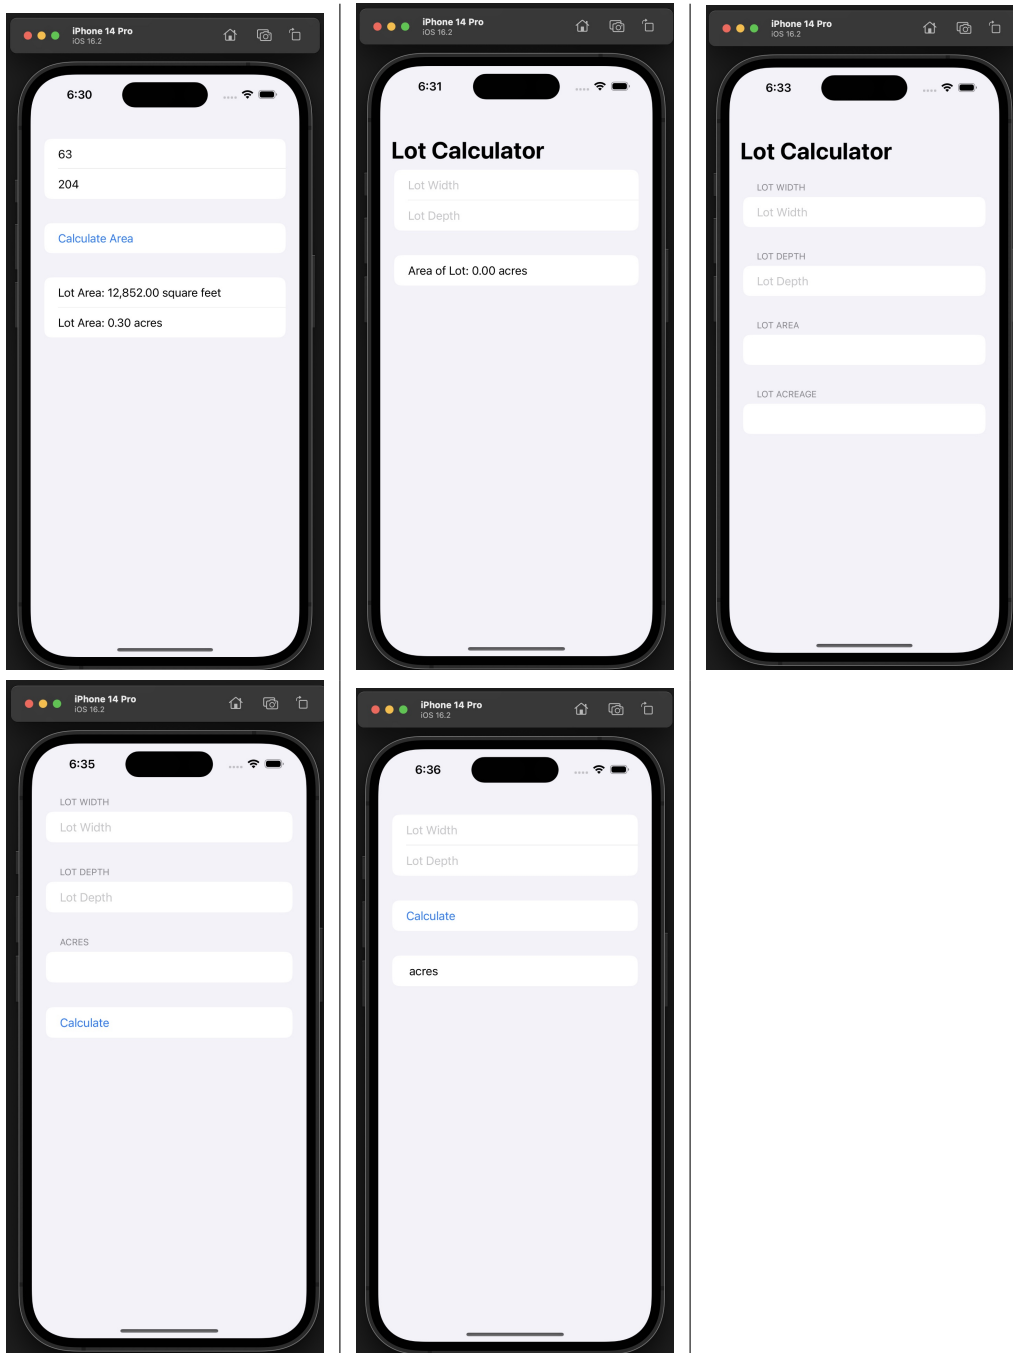 iPhone 14 Pro
iOS 16.2
6:30
63
204
Calculate Area
Lot Area: 12,852.00 square feet
Lot Area: 0.30 acres
iPhone 14 Pro
iOS 16.2
6:31
Lot Calculator
Lot Width
Lot Depth
Area of Lot: 0.00 acres
iPhone 14 Pro
iOS 16.2
6:33
Lot Calculator
LOT WIDTH
Lot Width
LOT DEPTH
Lot Depth
LOT AREA
LOT ACREAGE
iPhone 14 Pro
iOS 16.2
6:35
LOT WIDTH
Lot Width
LOT DEPTH
Lot Depth
ACRES
Calculate
iPhone 14 Pro
iOS 16.2
6:36
Lot Width
Lot Depth
Calculate
acres